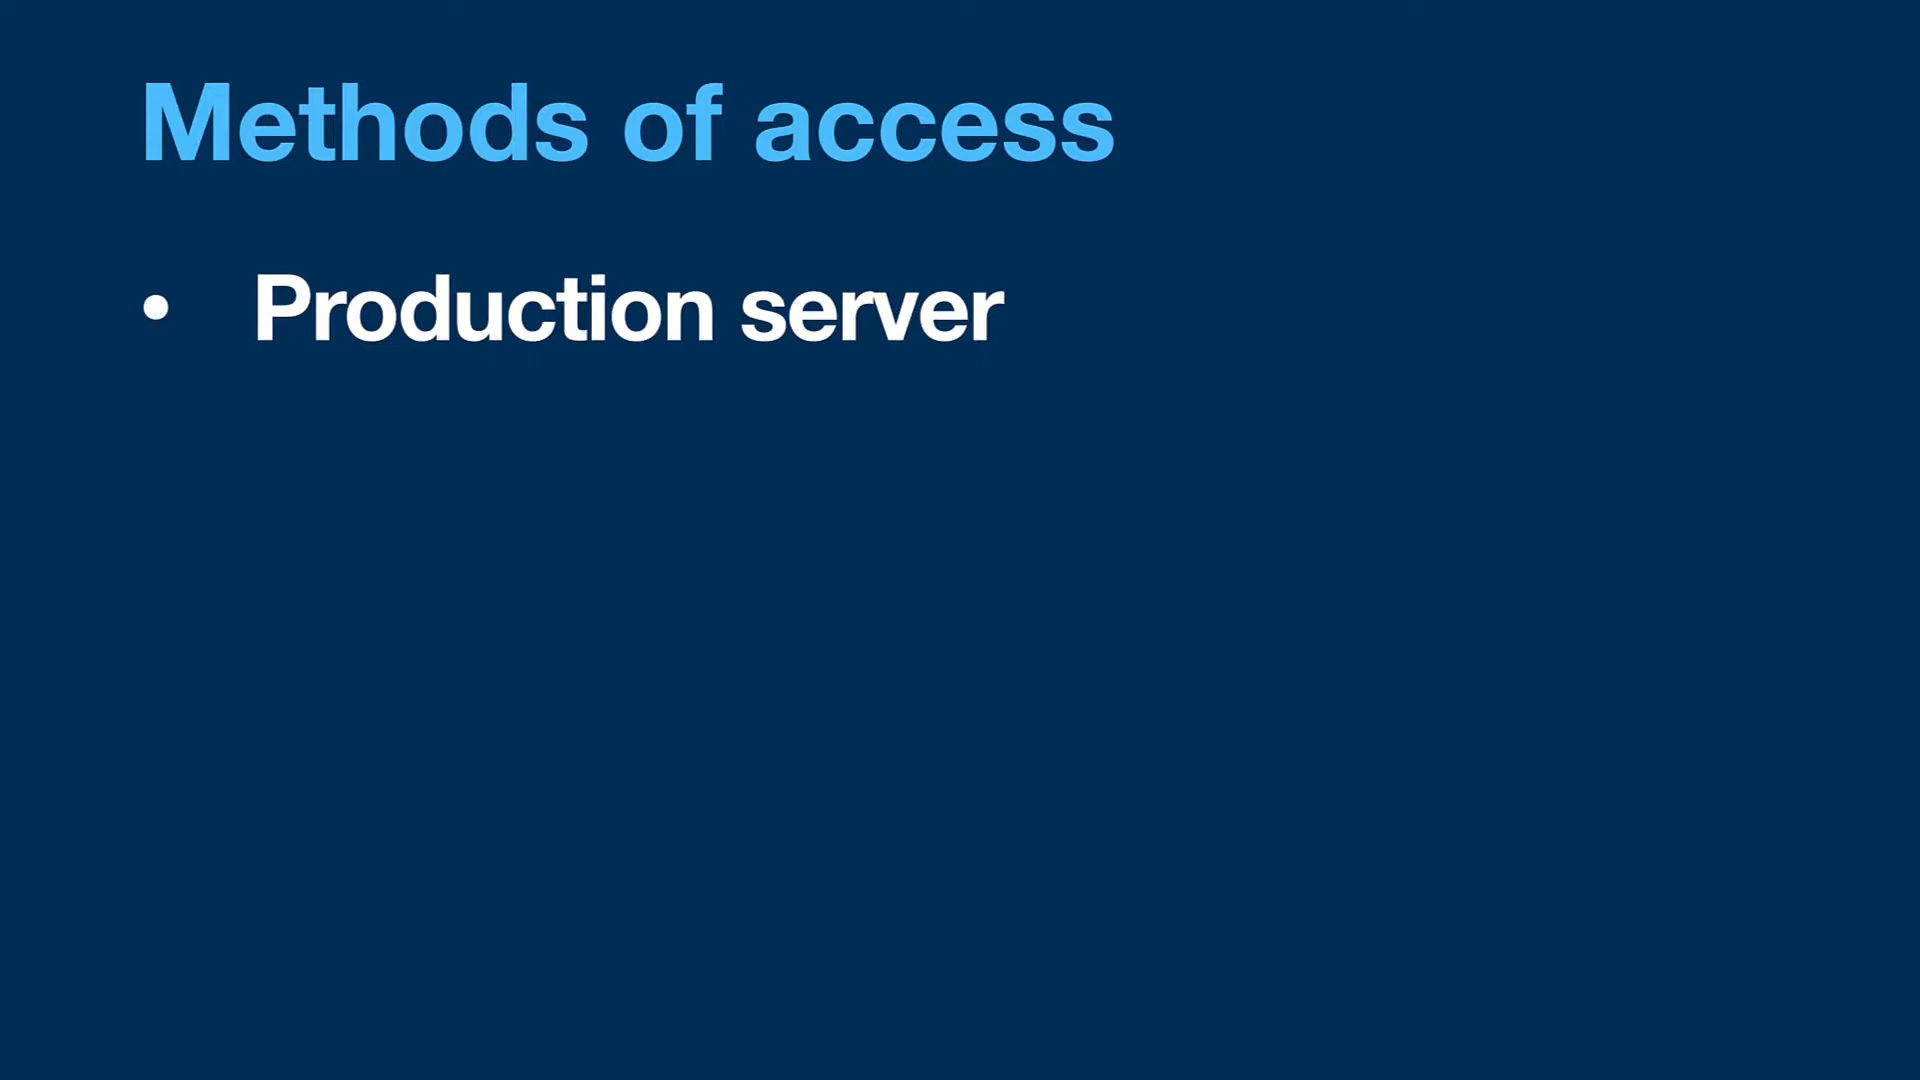 Methods of access
• Production server